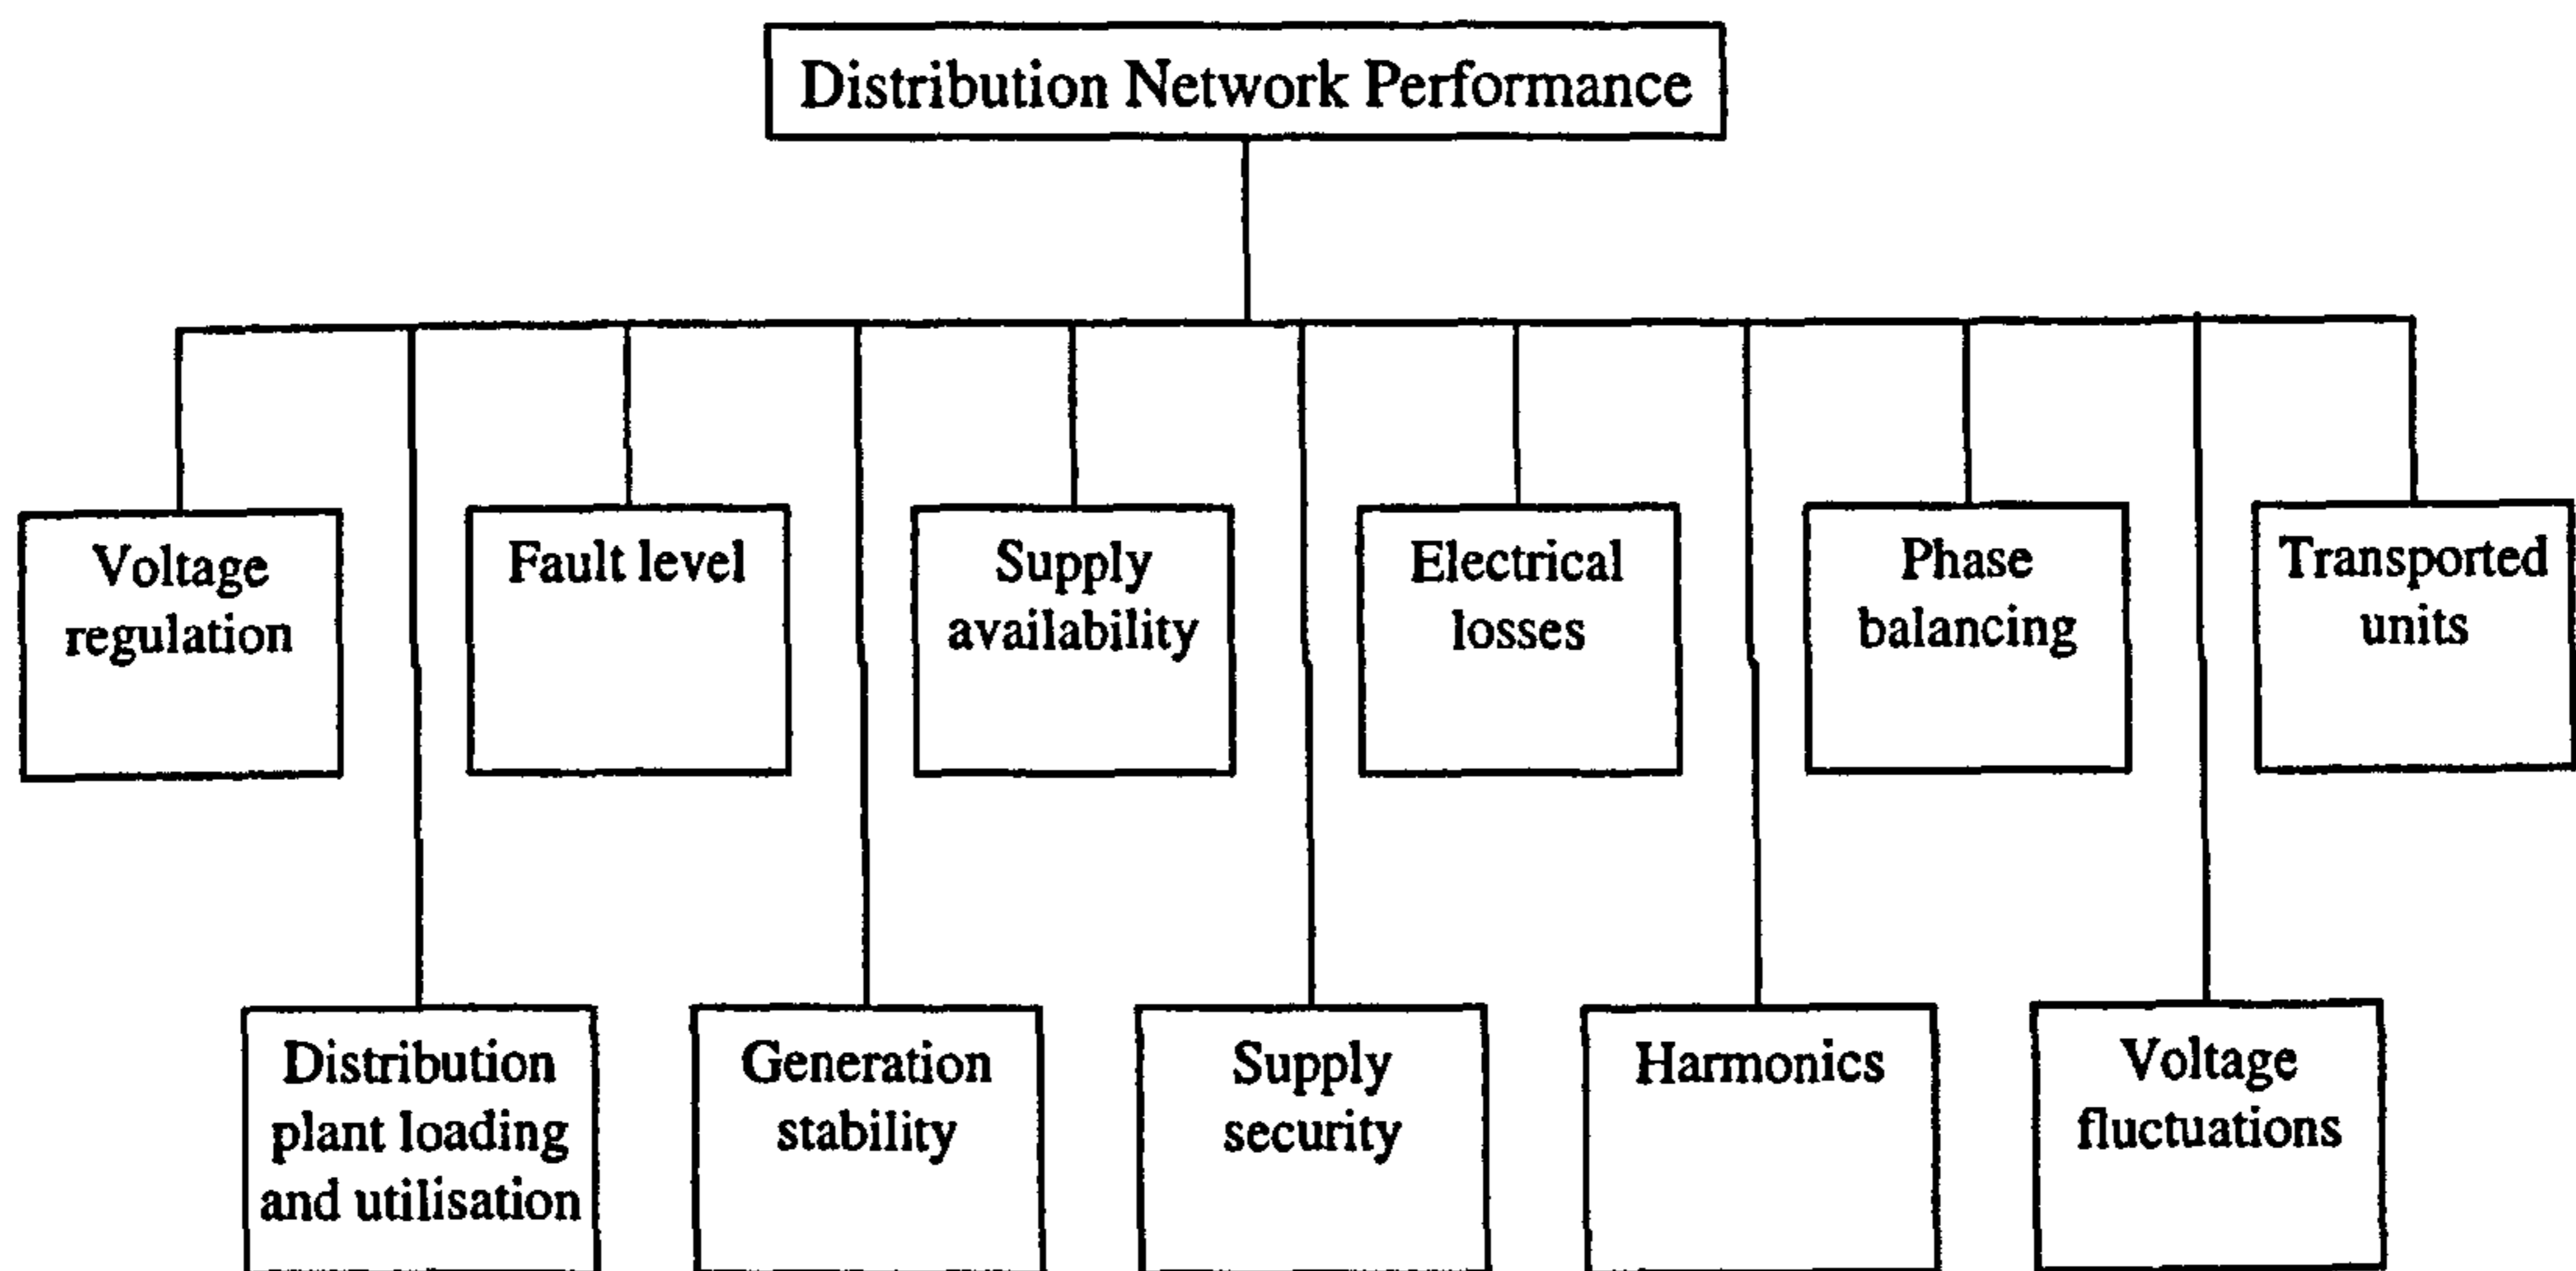 Distribution Network Performance
Voltage
regulation
Fault level
Supply
availability
Electrical
losses
Phase
balancing
Transported
units
Distribution
plant loading
and utilisation
Generation
stability
Supply
security
Harmonics
Voltage
fluctuations